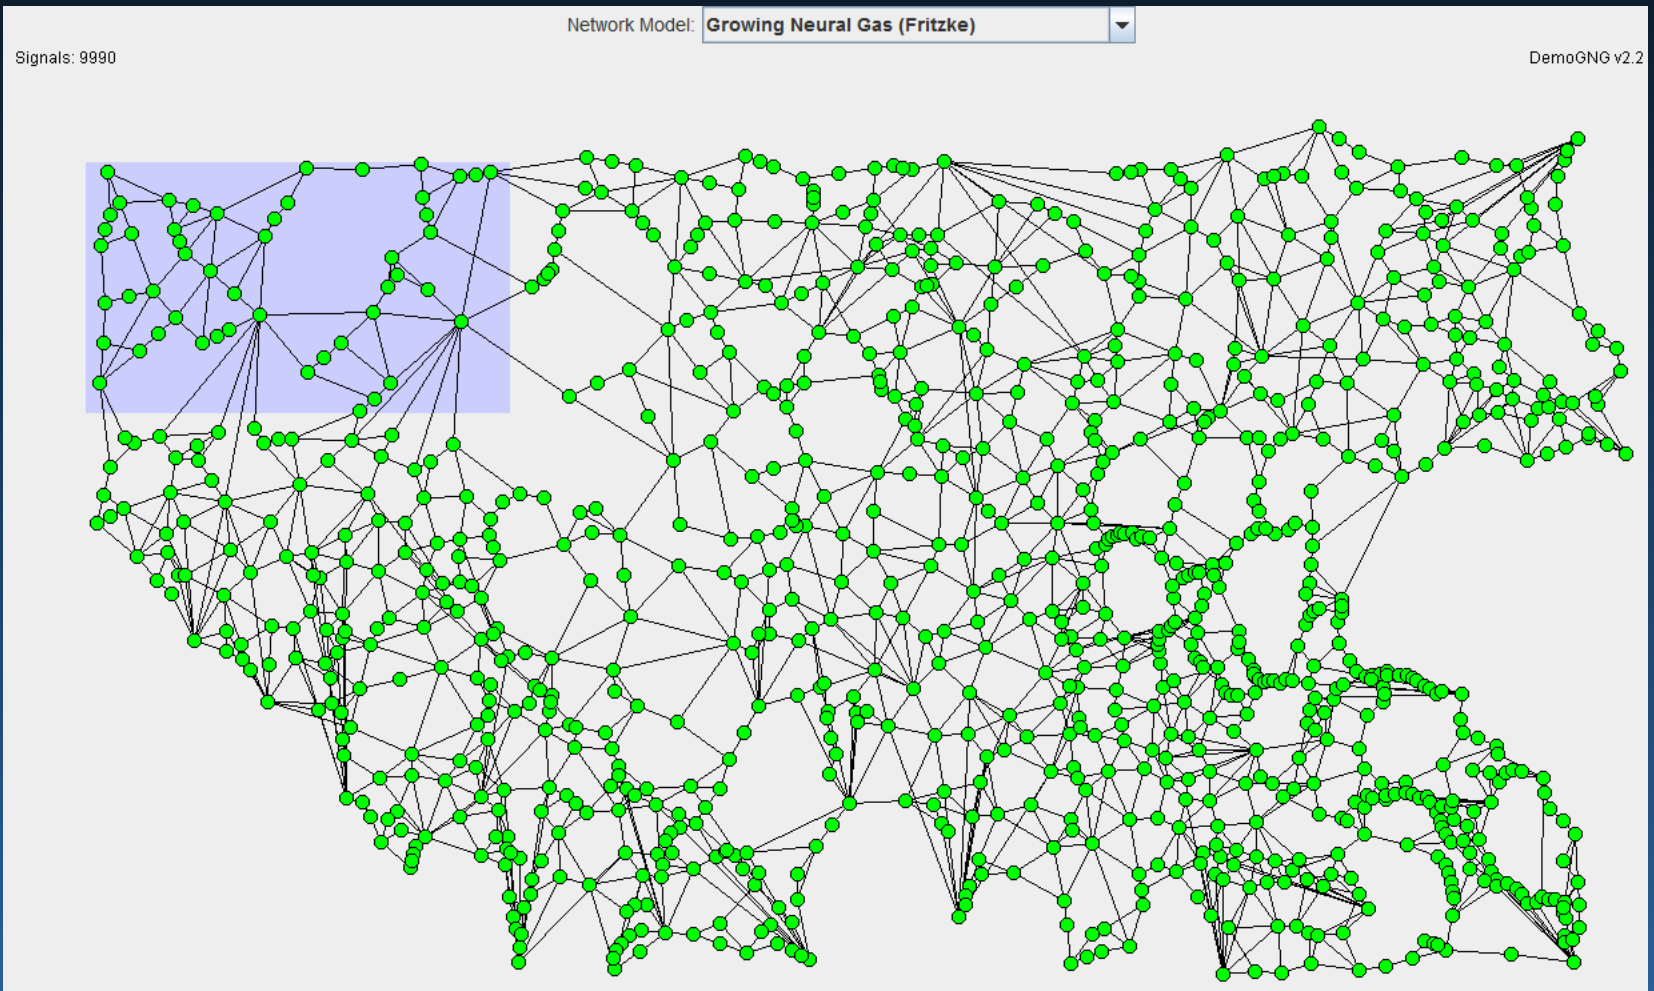 Network Model: Growing Neural Gas (Fritzke)
Signals: 9990
DemoGNG v2.2